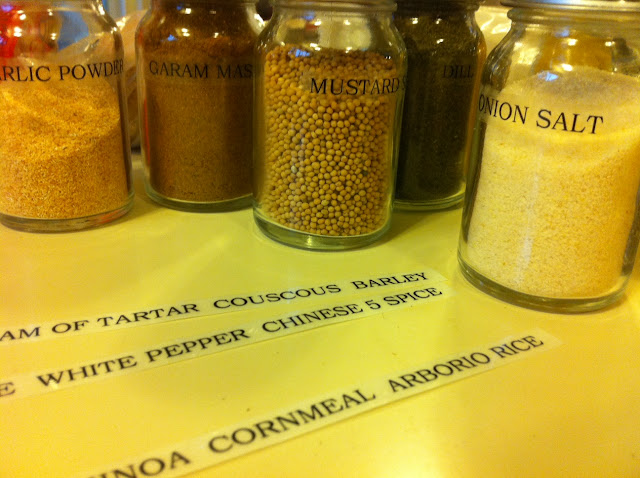 ARLIC POWDER
GARAM MAS
MUSTARD S
DILL
ONION SALT
AM OF TARTAR COUSCOUS BARLEY
E WHITE PEPPER CHINESE 5 SPICE
INOA CORNMEAL ARBORIO RICE